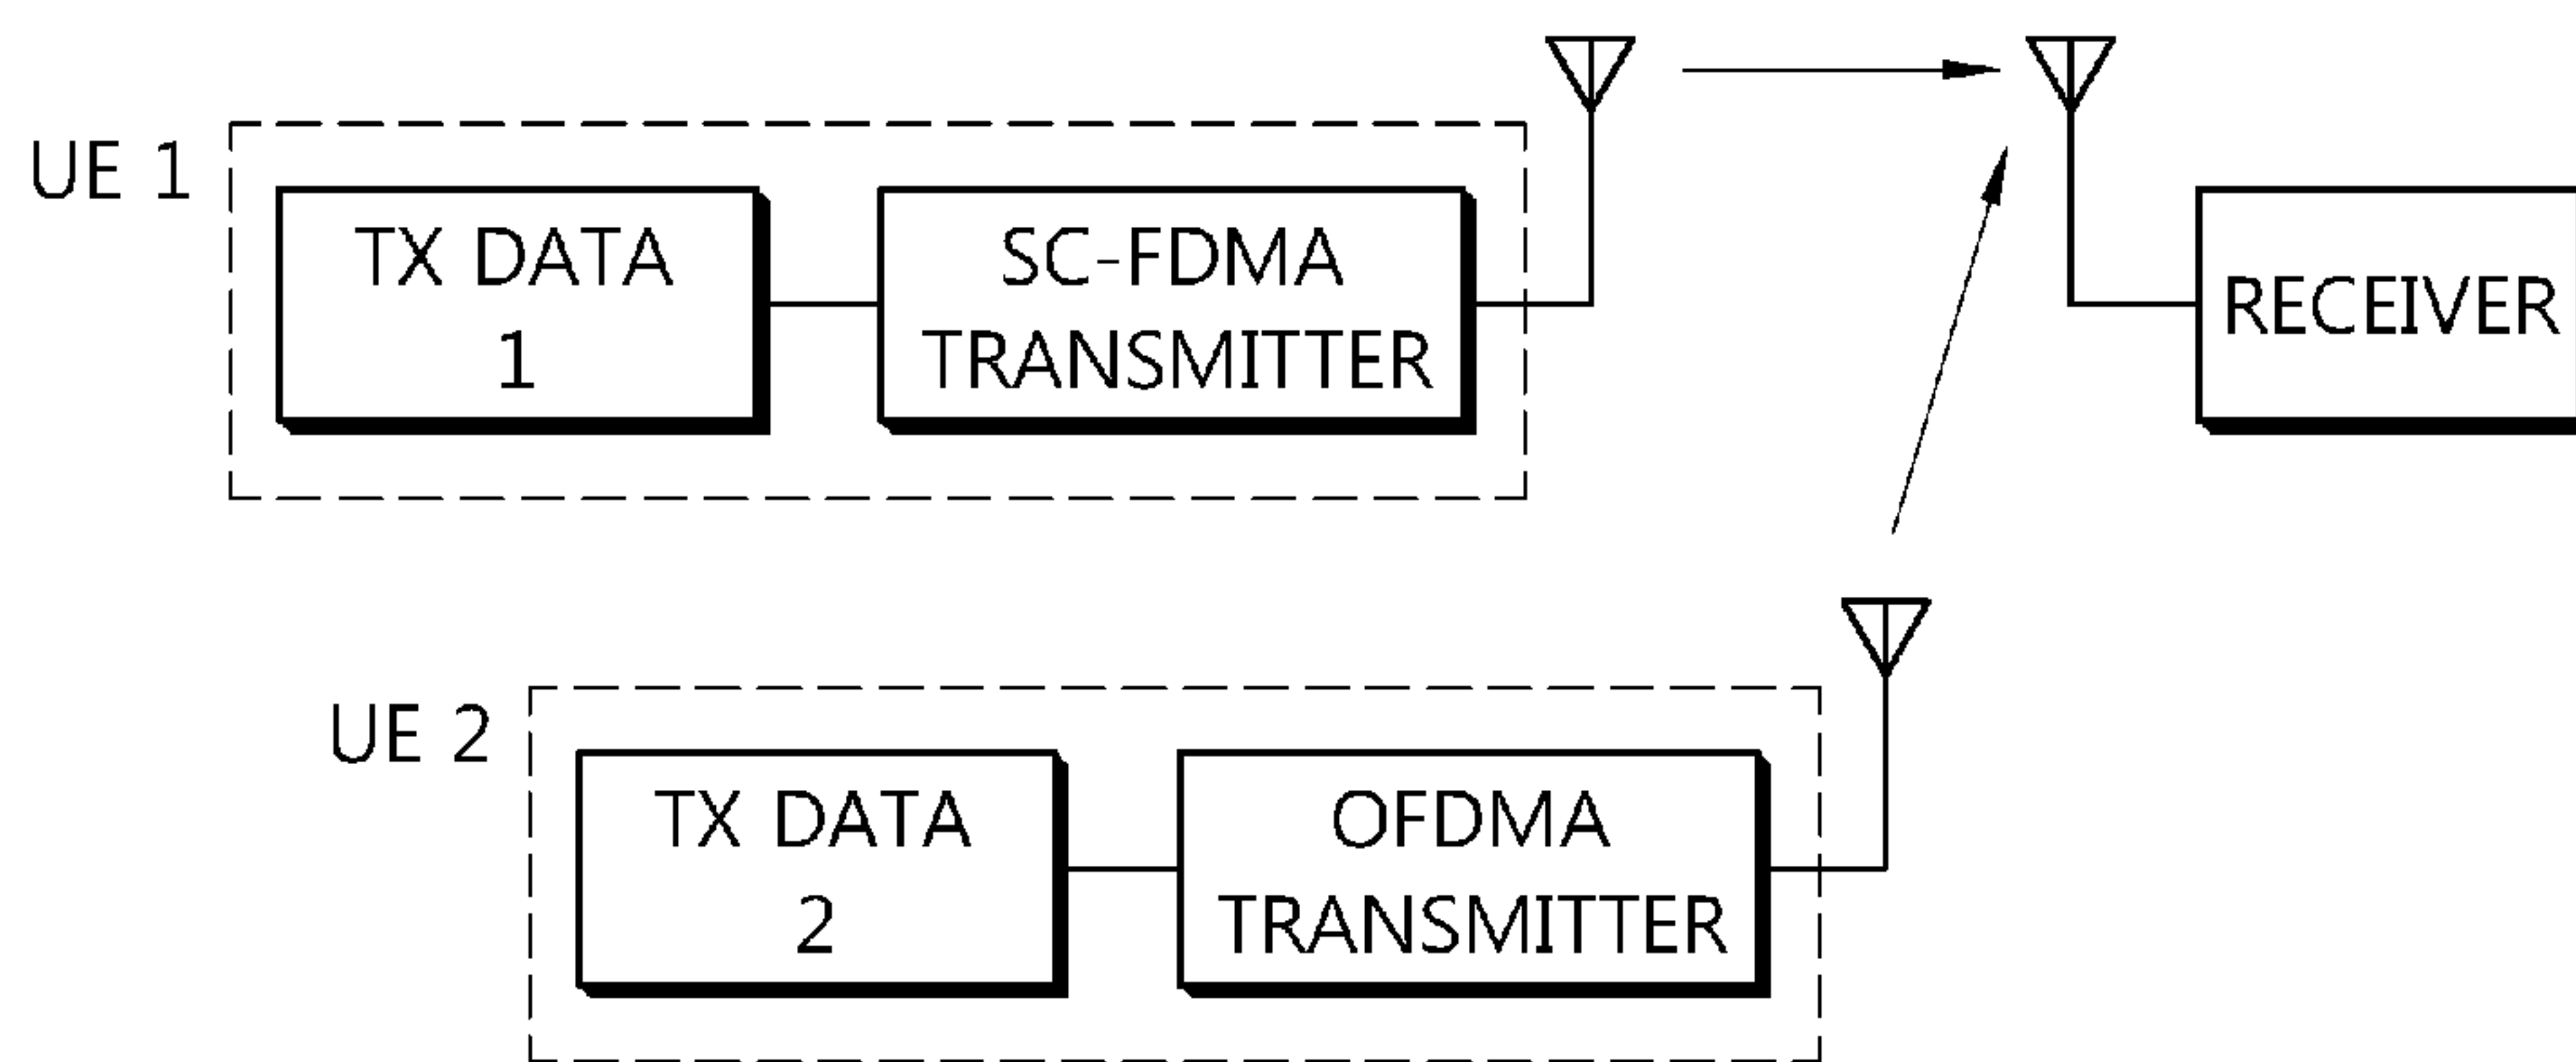 UE 1
TX DATA
1
SC-FDMA
TRANSMITTER
RECEIVER
UE 2
TX DATA
2
OFDMA
TRANSMITTER